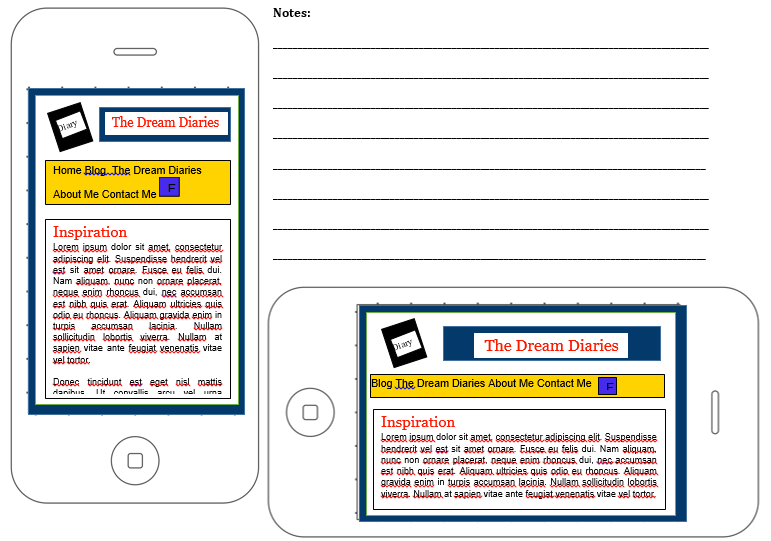 Notes:
Diary
The Dream Diaries
Home Blog The Dream Diaries
About Me Contact Me F
Inspiration
Lorem ipsum dolor sit amet, consectetur
adipiscing elit. Suspendisse hendrerit vel
est sit amet ornare. Fusce eu felis dui.
Nam aliquam nunc non ornare placerat,
neque enim rhoncus dui, nec accumsan
est nibh quis erat. Aliquam ultricies quis
odio eu rhoncus. Aliquam gravida enim in
turpis accumsan lacinia. Nullam
sollicitudin lobortis viverra. Nullam at
sapien vitae ante feugiat venenatis vitae
vel tortor.
Donec tincidunt est eget nisl mattis
dapibus. Ut convallis arcu vel urna
Diary
The Dream Diaries
Blog The Dream Diaries About Me Contact Me F
Inspiration
Lorem ipsum dolor sit amet, consectetur adipiscing elit. Suspendisse
hendrerit vel est sit amet ornare. Fusce eu felis dui. Nam aliquam,
nunc non ornare placerat, neque enim rhoncus dui, nec accumsan
est nibh quis erat. Aliquam ultricies quis odio eu rhoncus. Aliquam
gravida enim in turpis accumsan lacinia. Nullam sollicitudin lobortis
viverra. Nullam at sapien vitae ante feugiat venenatis vitae vel tortor.